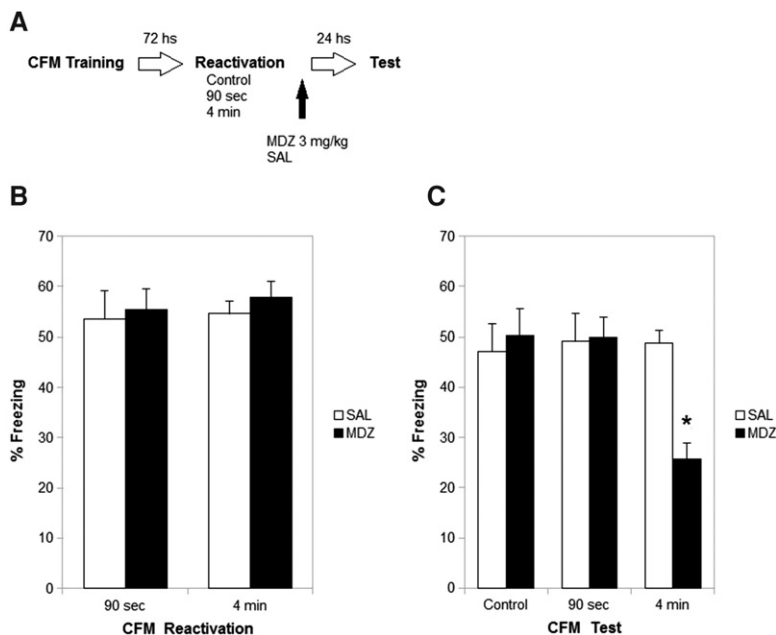 A
72 hs
24 hs
CFM Training
Reactivation
Test
Control
90 sec
4 min
MDZ 3 mg/kg
SAL
B
70
60
50
40
30
20
10
0
% Freezing
90 sec
4 min
CFM Reactivation
SAL
MDZ
C
70
60
50
40
30
20
10
0
% Freezing
*
Control
90 sec
4 min
CFM Test
SAL
MDZ